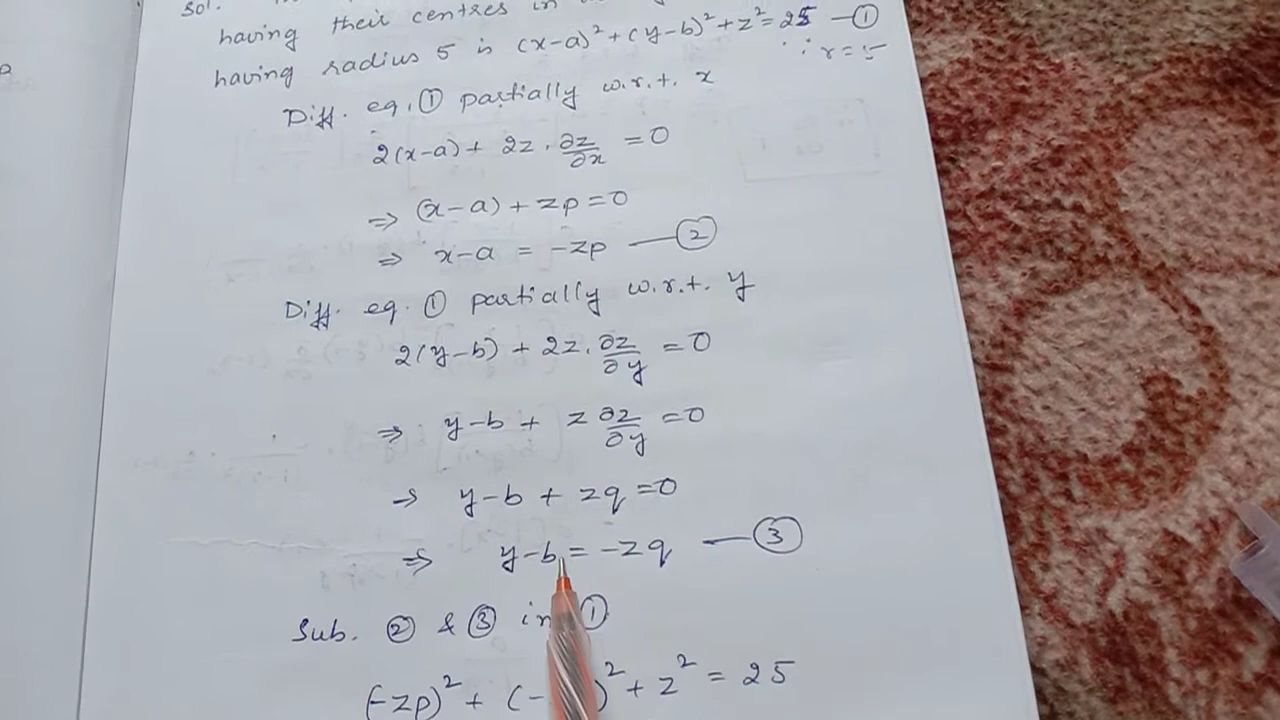 Sol.
having their centres in
having radius 5 is (x-a)² + (y-b)² + z² = 25 — ①
∵ r = 5
Diff. eq. ① partially w.r.t. x
2(x-a) + 2z . ∂z/∂x = 0
⇒ (x-a) + zp = 0
⇒ x-a = -zp — ②
Diff. eq. ① partially w.r.t. y
2(y-b) + 2z . ∂z/∂y = 0
⇒ y-b + z ∂z/∂y = 0
⇒ y-b + zq = 0
⇒ y-b = -zq — ③
Sub. ② & ③ in ①
(-zp)² + (- )² + z² = 25